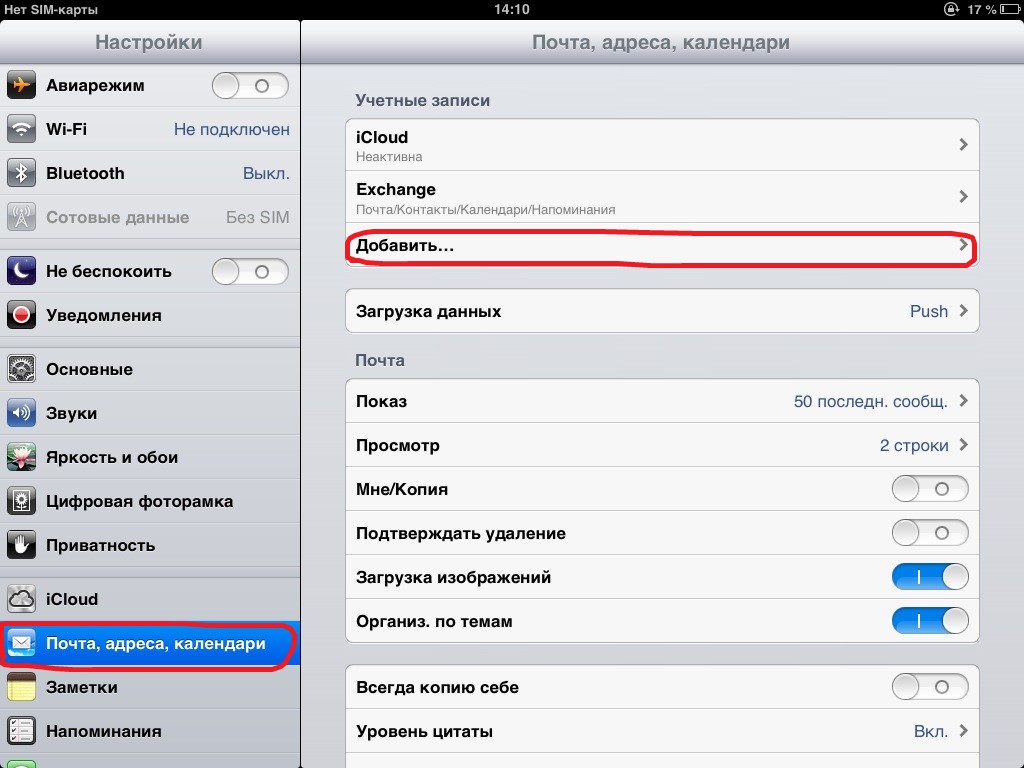 Нет SIM-карты
14:10
17 %
Настройки
Авиарежим
Wi-Fi
Не подключен
Bluetooth
Выкл.
Сотовые данные
Без SIM
Не беспокоить
Уведомления
Основные
Звуки
Яркость и обои
Цифровая фоторамка
Приватность
iCloud
Почта, адреса, календари
Заметки
Напоминания
Почта, адреса, календари
Учетные записи
iCloud
Неактивна
Exchange
Почта/Контакты/Календари/Напоминания
Добавить...
Загрузка данных
Push
Почта
Показ
50 последн. сообщ.
Просмотр
2 строки
Мне/Копия
Подтверждать удаление
Загрузка изображений
Организ. по темам
Всегда копию себе
Уровень цитаты
Вкл.